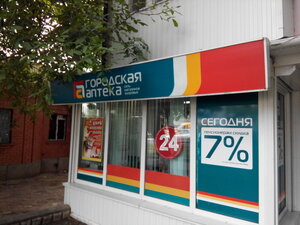 ГОРОДСКАЯ
аптека
24
СЕГОДНЯ
ПЕНСИОНЕРАМ СКИДКА
7%